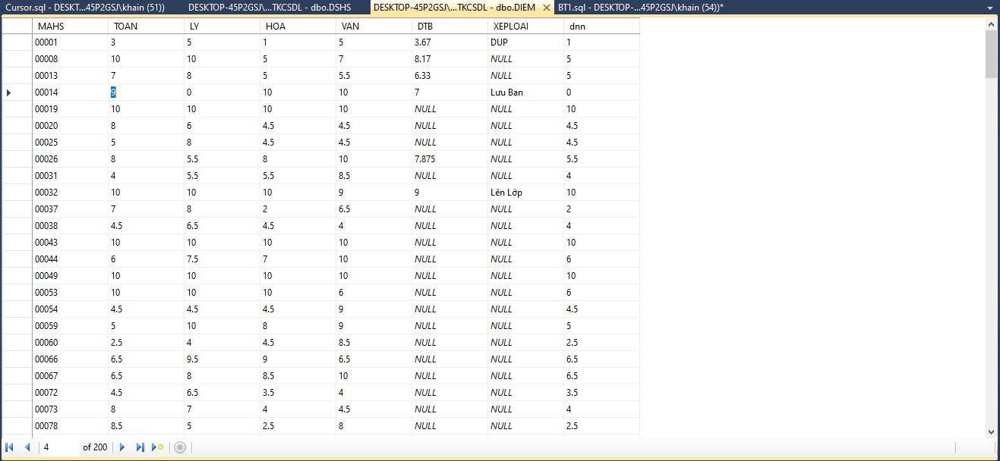 Cursor.sql - DESKT...45P2GSJ\khain (51)) DESKTOP-45P2GSJ\...TKCSDL - dbo.DSHS DESKTOP-45P2GSJ\...TKCSDL - dbo.DIEM BT1.sql - DESKTOP-...45P2GSJ\khain (54))*
MAHS TOAN LY HOA VAN DTB XEPLOAI dnn
00001 3 5 1 5 3.67 DUP 1
00008 10 10 5 7 8.17 NULL 5
00013 7 8 5 5.5 6.33 NULL 5
00014 9 0 10 10 7 Lưu Ban 0
00019 10 10 10 10 NULL NULL 10
00020 8 6 4.5 4.5 NULL NULL 4.5
00025 5 8 4.5 4.5 NULL NULL 4.5
00026 8 5.5 8 10 7.875 NULL 5.5
00031 4 5.5 5.5 8.5 NULL NULL 4
00032 10 10 10 9 9 Lên Lớp 10
00037 7 8 2 6.5 NULL NULL 2
00038 4.5 6.5 4.5 4 NULL NULL 4
00043 10 10 10 10 NULL NULL 10
00044 6 7.5 7 10 NULL NULL 6
00049 10 10 10 10 NULL NULL 10
00053 10 10 10 6 NULL NULL 6
00054 4.5 4.5 4.5 9 NULL NULL 4.5
00059 5 10 8 9 NULL NULL 5
00060 2.5 4 4.5 8.5 NULL NULL 2.5
00066 6.5 9.5 9 6.5 NULL NULL 6.5
00067 6.5 8 8.5 10 NULL NULL 6.5
00072 4.5 6.5 3.5 4 NULL NULL 3.5
00073 8 7 4 4.5 NULL NULL 4
00078 8.5 5 2.5 8 NULL NULL 2.5
4 of 200